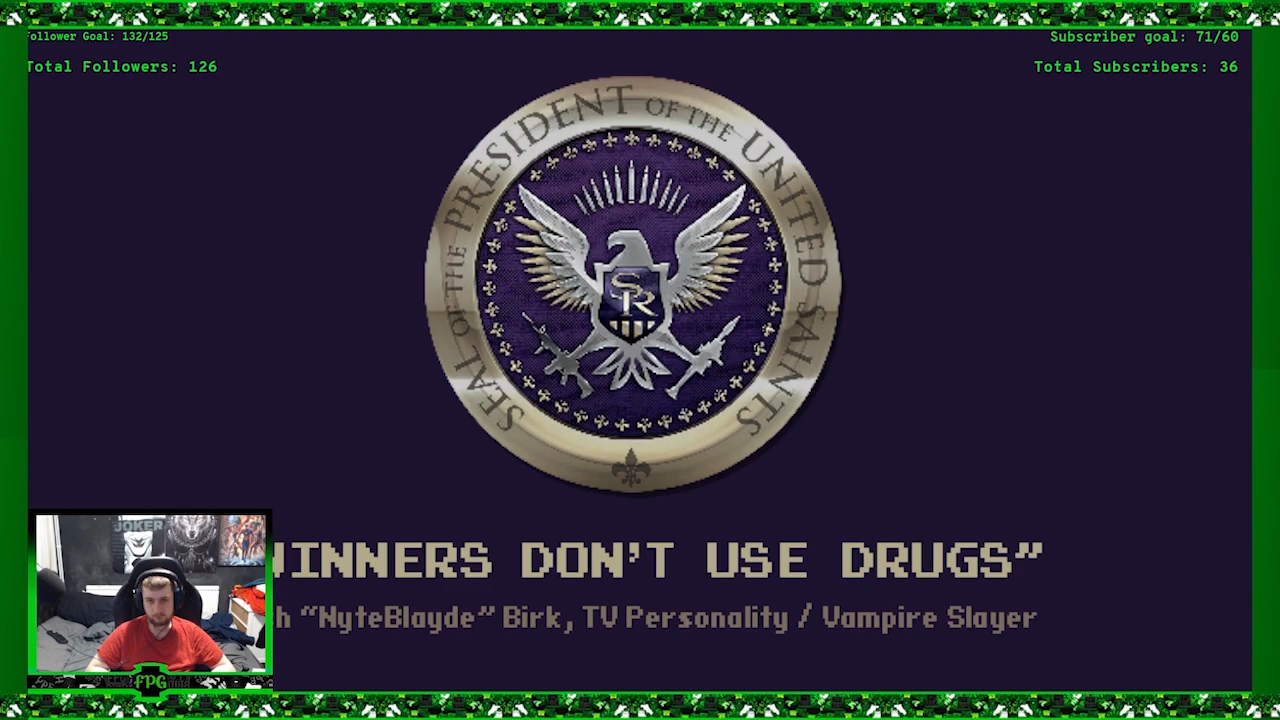 Follower Goal: 132/125
Subscriber goal: 71/60
Total Followers: 126
Total Subscribers: 36
SEAL OF THE PRESIDENT OF THE UNITED SAINTS
SR
WINNERS DON'T USE DRUGS”
h “NyteBlayde” Birk, TV Personality / Vampire Slayer
JOKER
FPG